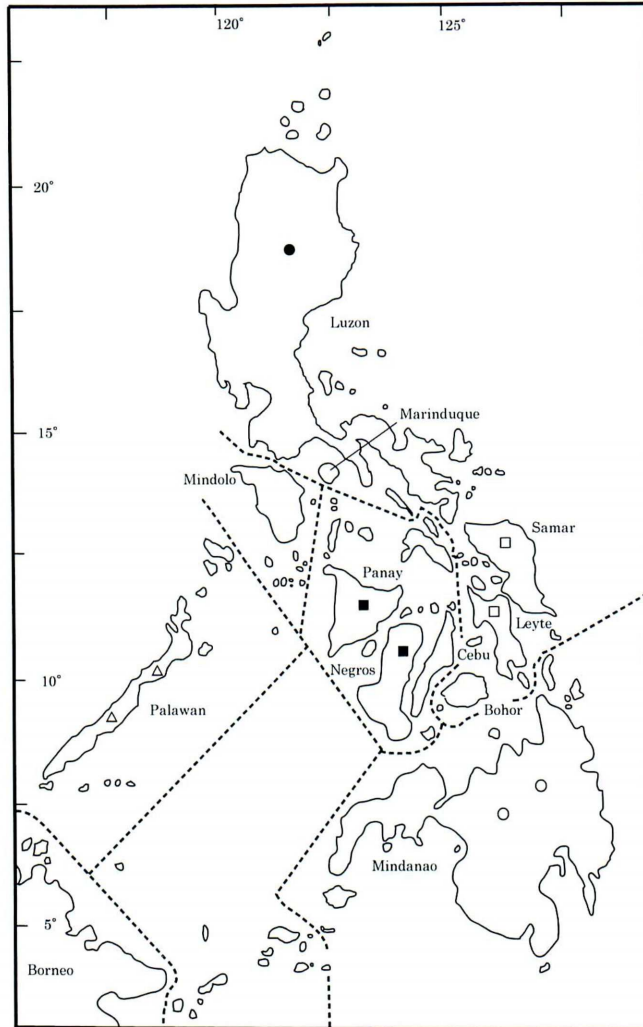 120°
125°
20°
Luzon
Marinduque
15°
Mindolo
Samar
Panay
Leyte
Cebu
Negros
10°
Palawan
Bohor
Mindanao
5°
Borneo